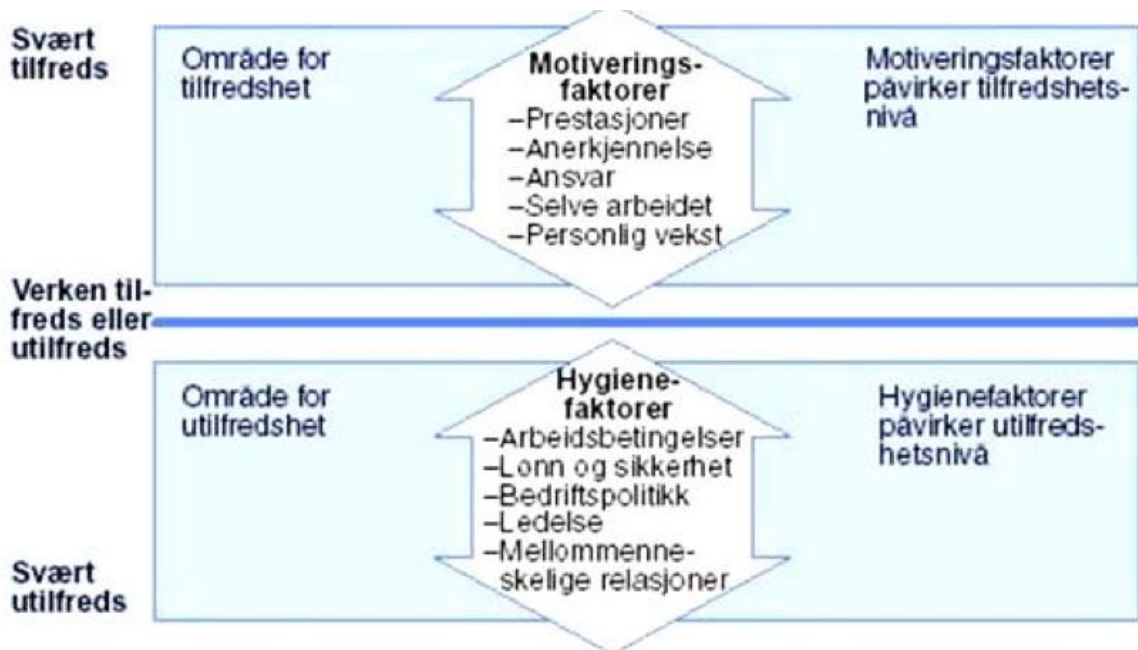 Svært
tilfreds
Område for
tilfredshet
Motiverings-
faktorer
–Prestasjoner
–Anerkjennelse
–Ansvar
–Selve arbeidet
–Personlig vekst
Motiveringsfaktorer
påvirker tilfredshets-
nivå
Verken til-
freds eller
utilfreds
Område for
utilfredshet
Hygiene-
faktorer
–Arbeidsbetingelser
–Lønn og sikkerhet
–Bedriftspolitikk
–Ledelse
–Mellommenne-
skelige relasjoner
Hygienefaktorer
påvirker utilfreds-
hetsnivå
Svært
utilfreds